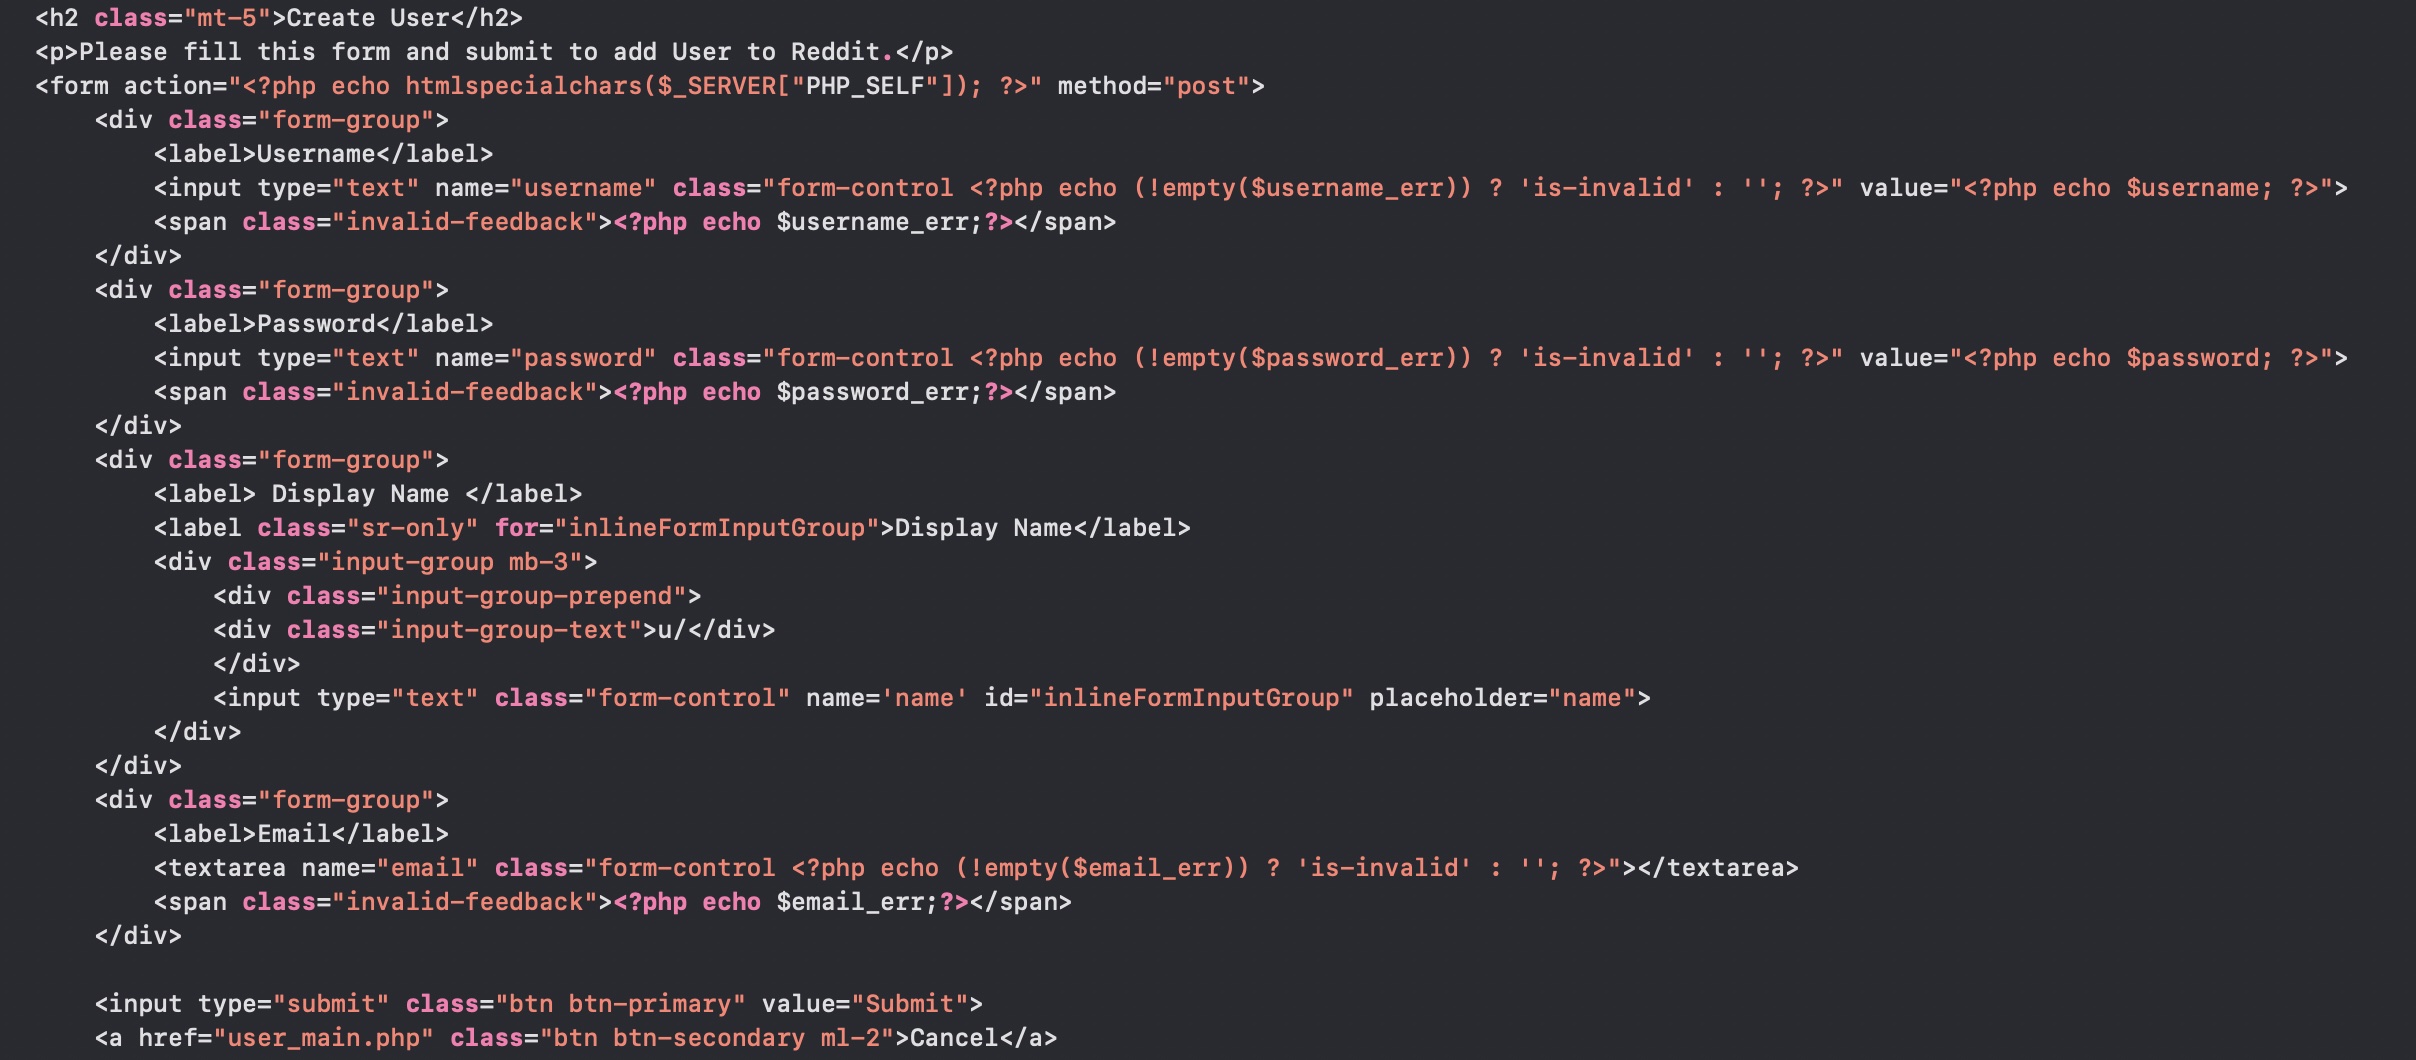 <h2 class="mt-5">Create User</h2>
<p>Please fill this form and submit to add User to Reddit.</p>
<form action="<?php echo htmlspecialchars($_SERVER["PHP_SELF"]); ?>" method="post">
    <div class="form-group">
        <label>Username</label>
        <input type="text" name="username" class="form-control <?php echo (!empty($username_err)) ? 'is-invalid' : ''; ?>" value="<?php echo $username; ?>">
        <span class="invalid-feedback"><?php echo $username_err;?></span>
    </div>
    <div class="form-group">
        <label>Password</label>
        <input type="text" name="password" class="form-control <?php echo (!empty($password_err)) ? 'is-invalid' : ''; ?>" value="<?php echo $password; ?>">
        <span class="invalid-feedback"><?php echo $password_err;?></span>
    </div>
    <div class="form-group">
        <label> Display Name </label>
        <label class="sr-only" for="inlineFormInputGroup">Display Name</label>
        <div class="input-group mb-3">
            <div class="input-group-prepend">
            <div class="input-group-text">u/</div>
            </div>
            <input type="text" class="form-control" name='name' id="inlineFormInputGroup" placeholder="name">
        </div>
    </div>
    <div class="form-group">
        <label>Email</label>
        <textarea name="email" class="form-control <?php echo (!empty($email_err)) ? 'is-invalid' : ''; ?>"></textarea>
        <span class="invalid-feedback"><?php echo $email_err;?></span>
    </div>

    <input type="submit" class="btn btn-primary" value="Submit">
    <a href="user_main.php" class="btn btn-secondary ml-2">Cancel</a>